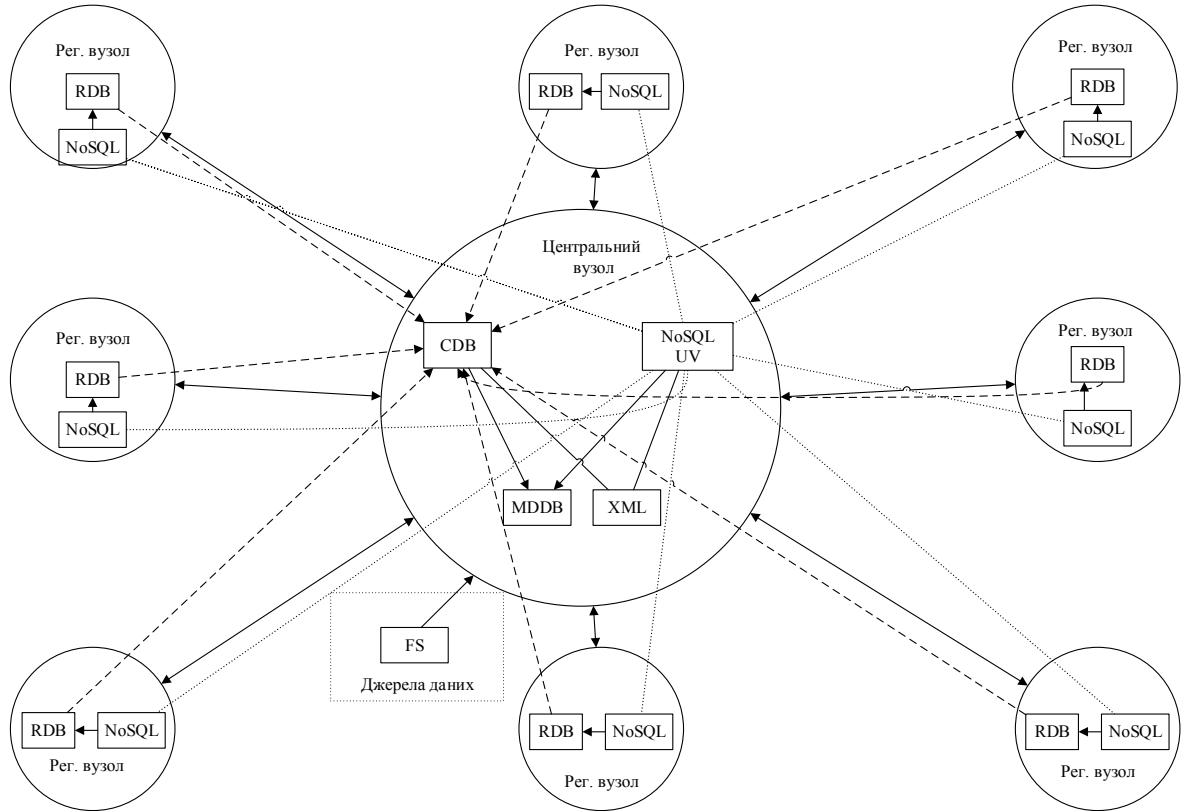 Рег. вузол
RDB
NoSQL
Рег. вузол
RDB
NoSQL
Рег. вузол
RDB
NoSQL
Центральний
вузол
CDB
NoSQL
UV
MDDB
XML
Рег. вузол
RDB
NoSQL
Рег. вузол
RDB
NoSQL
FS
Джерела даних
RDB
NoSQL
Рег. вузол
RDB
NoSQL
Рег. вузол
RDB
NoSQL
Рег. вузол